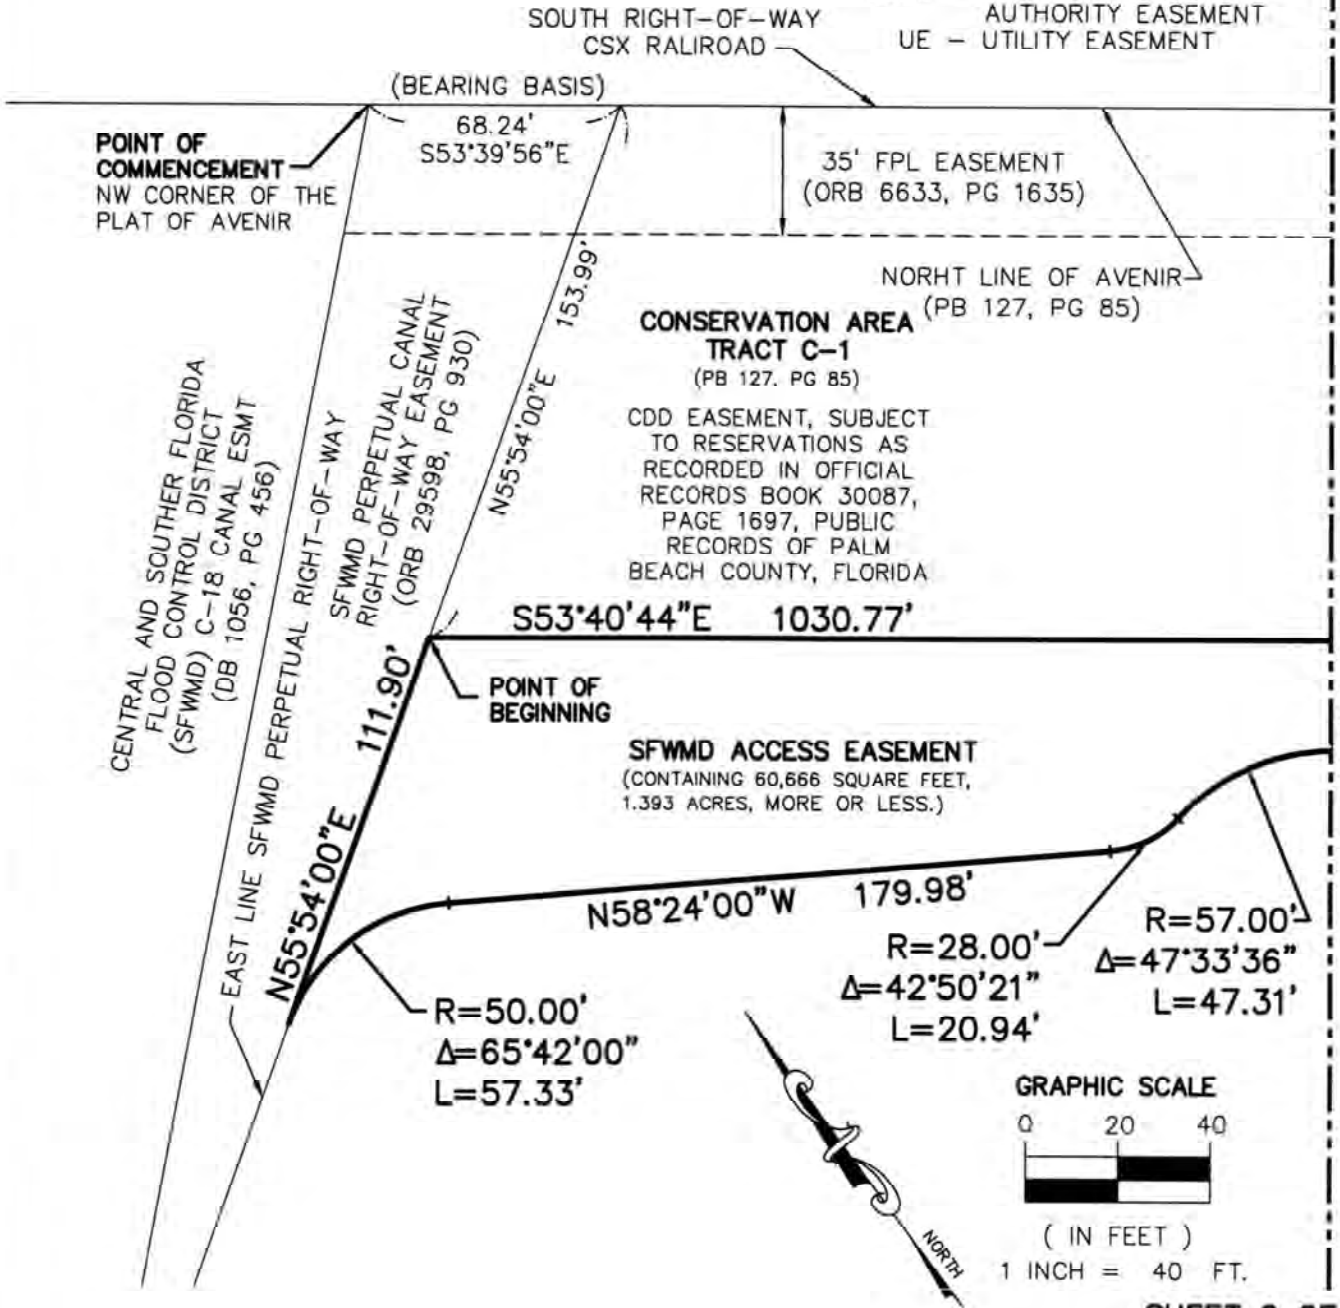 SOUTH RIGHT-OF-WAY
CSX RALIROAD
AUTHORITY EASEMENT
UE - UTILITY EASEMENT
(BEARING BASIS)
68.24'
S53°39'56"E
POINT OF
COMMENCEMENT
NW CORNER OF THE
PLAT OF AVENIR
35' FPL EASEMENT
(ORB 6633, PG 1635)
NORHT LINE OF AVENIR
(PB 127, PG 85)
N55°54'00"E 153.99'
CONSERVATION AREA
TRACT C-1
(PB 127. PG 85)
CDD EASEMENT, SUBJECT
TO RESERVATIONS AS
RECORDED IN OFFICIAL
RECORDS BOOK 30087,
PAGE 1697, PUBLIC
RECORDS OF PALM
BEACH COUNTY, FLORIDA
CENTRAL AND SOUTHER FLORIDA
FLOOD CONTROL DISTRICT
(SFWMD) C-18 CANAL ESMT
(DB 1056, PG 456)
EAST LINE SFWMD PERPETUAL RIGHT-OF-WAY
SFWMD PERPETUAL CANAL
RIGHT-OF-WAY EASEMENT
(ORB 29598, PG 930)
S53°40'44"E 1030.77'
POINT OF
BEGINNING
N55°54'00"E 111.90'
SFWMD ACCESS EASEMENT
(CONTAINING 60,666 SQUARE FEET,
1.393 ACRES, MORE OR LESS.)
N58°24'00"W 179.98'
R=50.00'
Δ=65°42'00"
L=57.33'
R=28.00'
Δ=42°50'21"
L=20.94'
R=57.00'
Δ=47°33'36"
L=47.31'
NORTH
GRAPHIC SCALE
0 20 40
( IN FEET )
1 INCH = 40 FT.